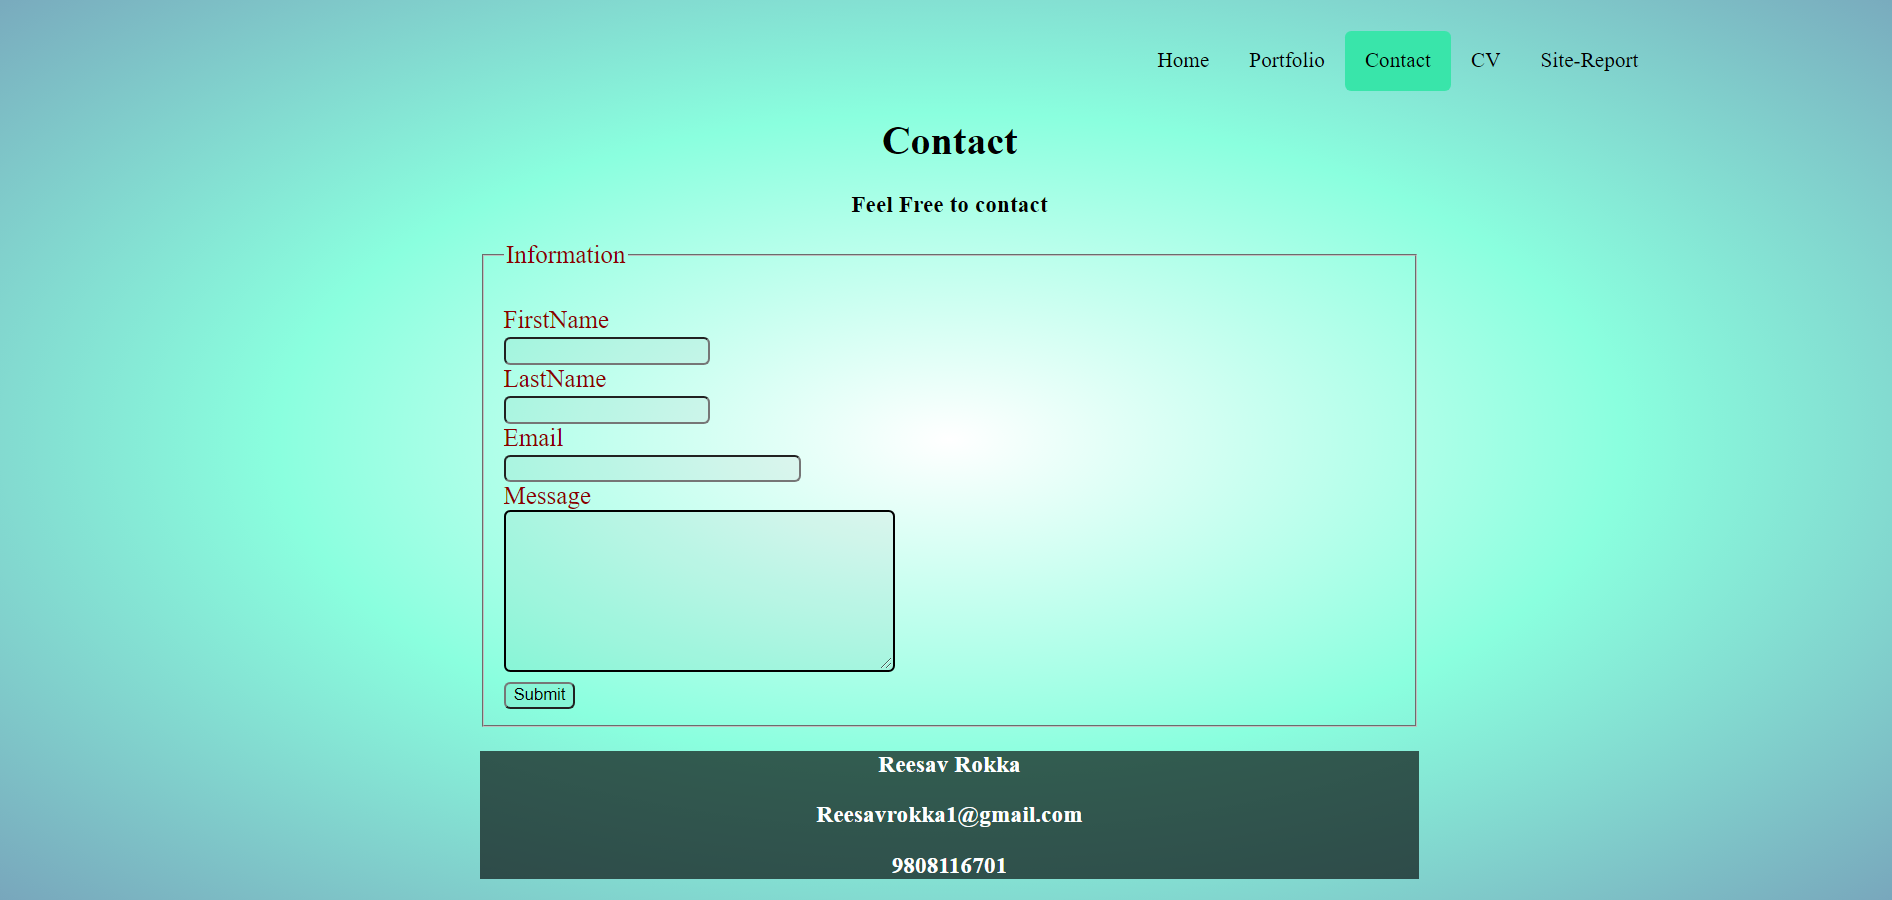 Home Portfolio Contact CV Site-Report
Contact
Feel Free to contact
Information
FirstName
LastName
Email
Message
Submit
Reesav Rokka
Reesavrokka1@gmail.com
9808116701